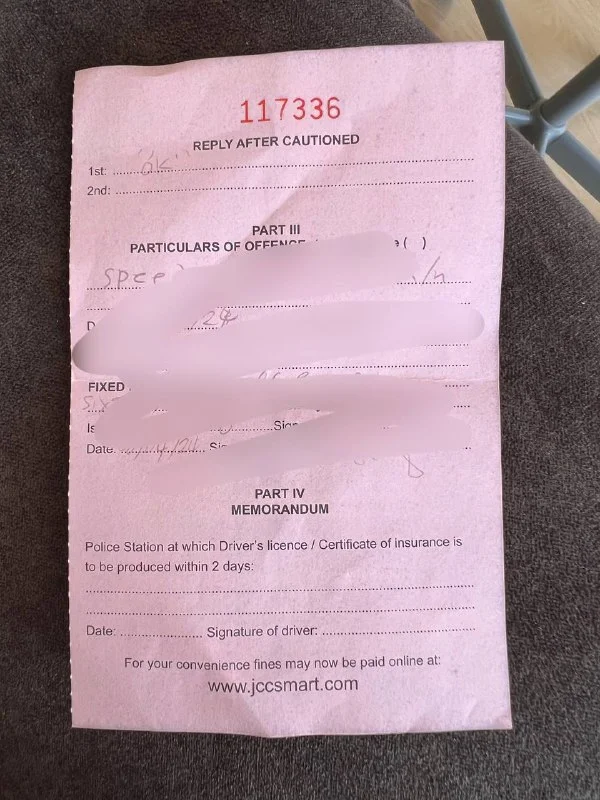 117336
REPLY AFTER CAUTIONED
1st: "OK"
2nd:
PART III
PARTICULARS OF OFFENCE ( )
24
FIXED
Date
PART IV
MEMORANDUM
Police Station at which Driver's licence / Certificate of insurance is
to be produced within 2 days:
Date: Signature of driver:
For your convenience fines may now be paid online at:
www.jccsmart.com